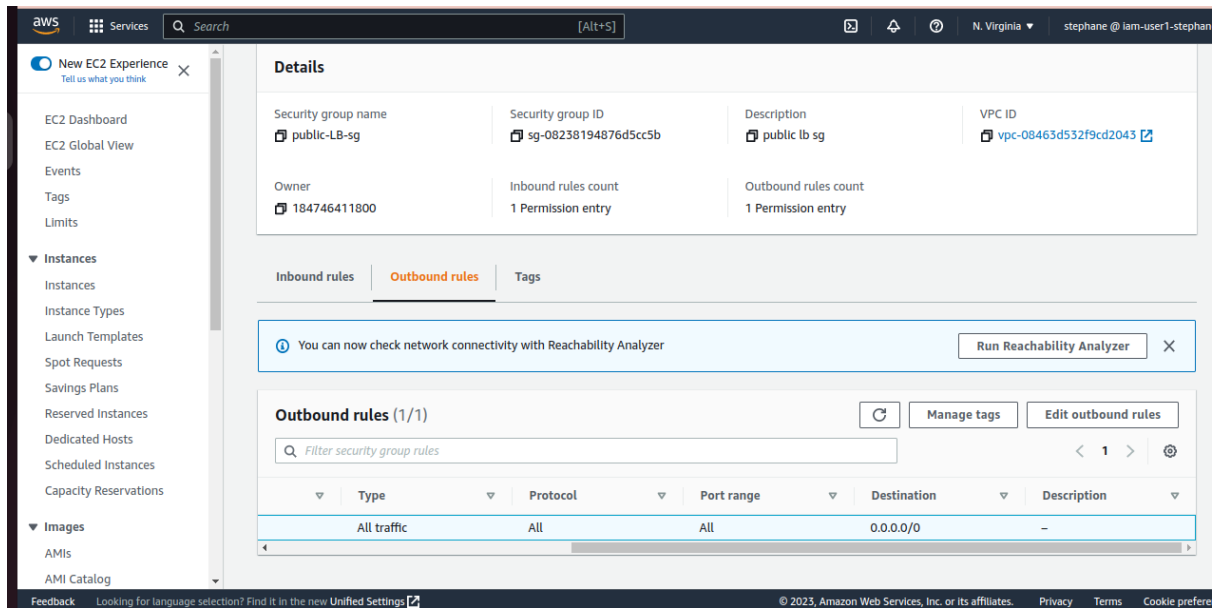 aws Services Search [Alt+S] N. Virginia ▼ stephane @ iam-user1-stephan
New EC2 Experience
Tell us what you think
EC2 Dashboard
EC2 Global View
Events
Tags
Limits
Instances
Instances
Instance Types
Launch Templates
Spot Requests
Savings Plans
Reserved Instances
Dedicated Hosts
Scheduled Instances
Capacity Reservations
Images
AMIs
AMI Catalog
Details
Security group name Security group ID Description VPC ID
public-LB-sg sg-08238194876d5cc5b public lb sg vpc-08463d532f9cd2043
Owner Inbound rules count Outbound rules count
184746411800 1 Permission entry 1 Permission entry
Inbound rules Outbound rules Tags
You can now check network connectivity with Reachability Analyzer Run Reachability Analyzer
Outbound rules (1/1) Manage tags Edit outbound rules
Filter security group rules 1
Type Protocol Port range Destination Description
All traffic All All 0.0.0.0/0 –
Feedback Looking for language selection? Find it in the new Unified Settings © 2023, Amazon Web Services, Inc. or its affiliates. Privacy Terms Cookie prefere